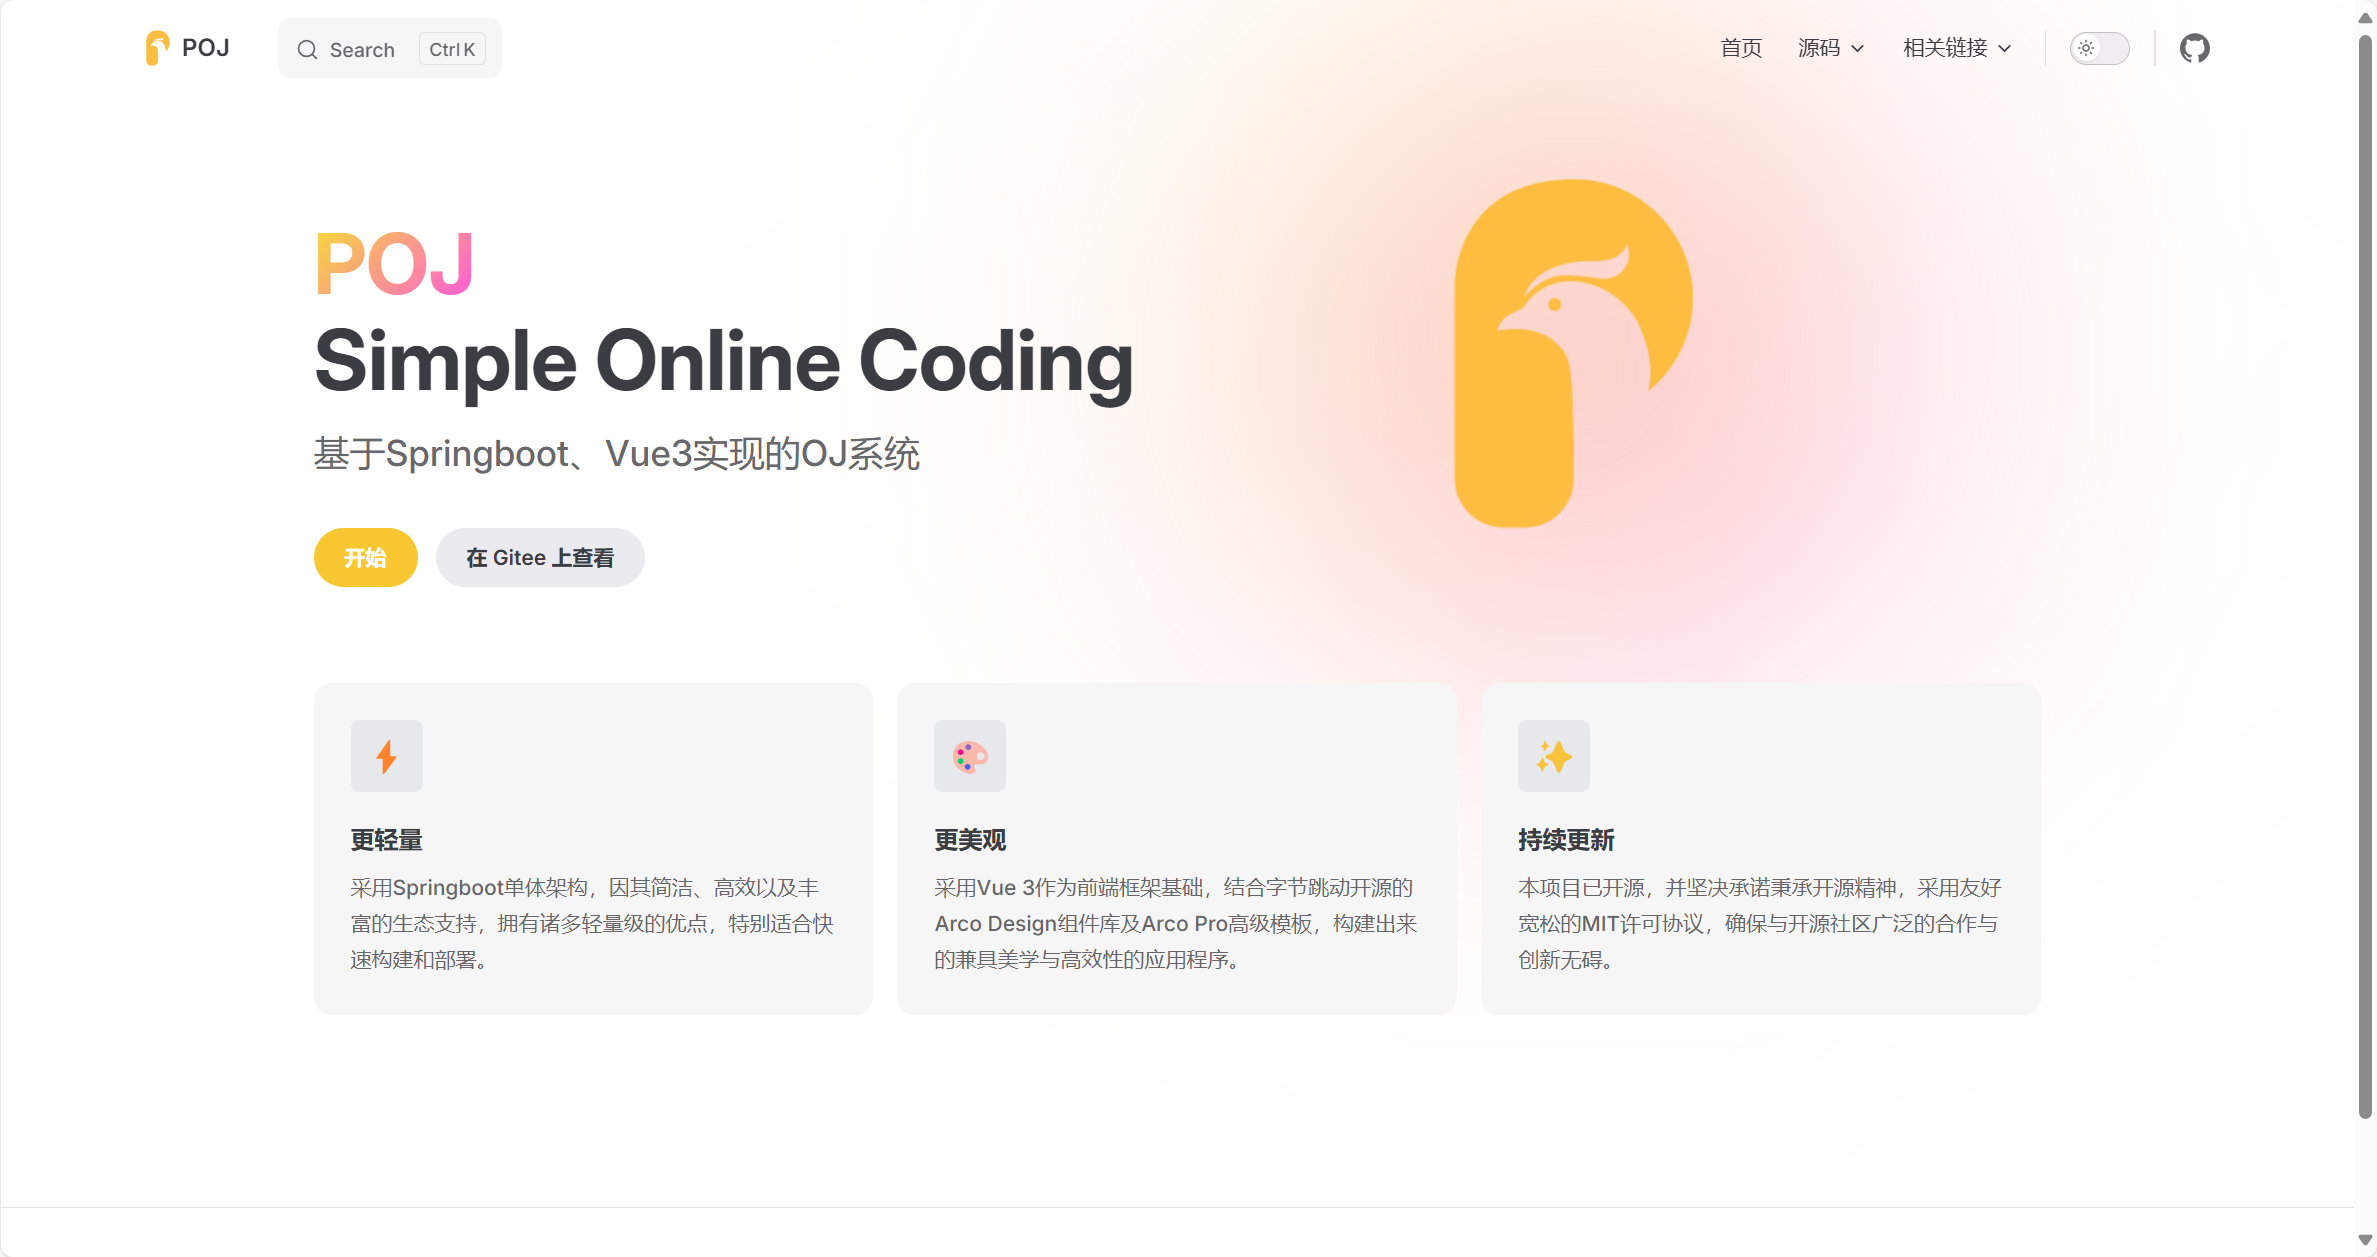 POJ
Search Ctrl K
首页 源码 相关链接
POJ
Simple Online Coding
基于Springboot、Vue3实现的OJ系统
开始 在 Gitee 上查看
更轻量
采用Springboot单体架构，因其简洁、高效以及丰
富的生态支持，拥有诸多轻量级的优点，特别适合快
速构建和部署。
更美观
采用Vue 3作为前端框架基础，结合字节跳动开源的
Arco Design组件库及Arco Pro高级模板，构建出来
的兼具美学与高效性的应用程序。
持续更新
本项目已开源，并坚决承诺秉承开源精神，采用友好
宽松的MIT许可协议，确保与开源社区广泛的合作与
创新无碍。